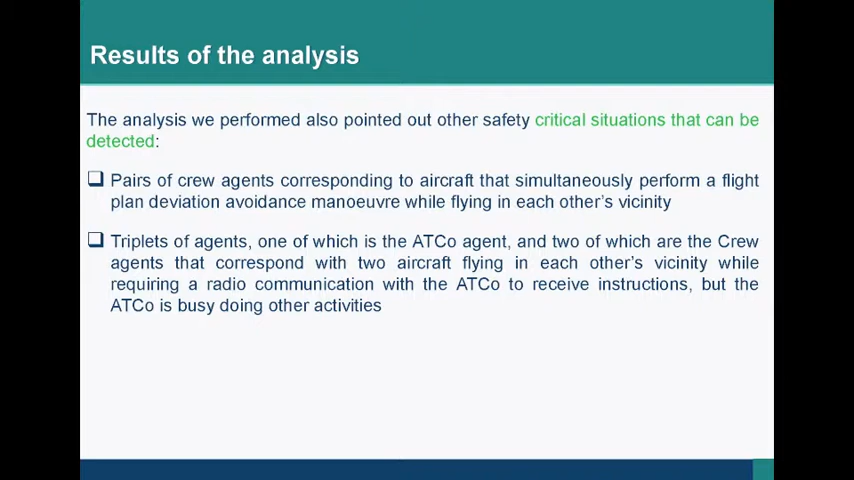 Results of the analysis
The analysis we performed also pointed out other safety critical situations that can be
detected:
Pairs of crew agents corresponding to aircraft that simultaneously perform a flight
plan deviation avoidance manoeuvre while flying in each other's vicinity
Triplets of agents, one of which is the ATCo agent, and two of which are the Crew
agents that correspond with two aircraft flying in each other's vicinity while
requiring a radio communication with the ATCo to receive instructions, but the
ATCo is busy doing other activities